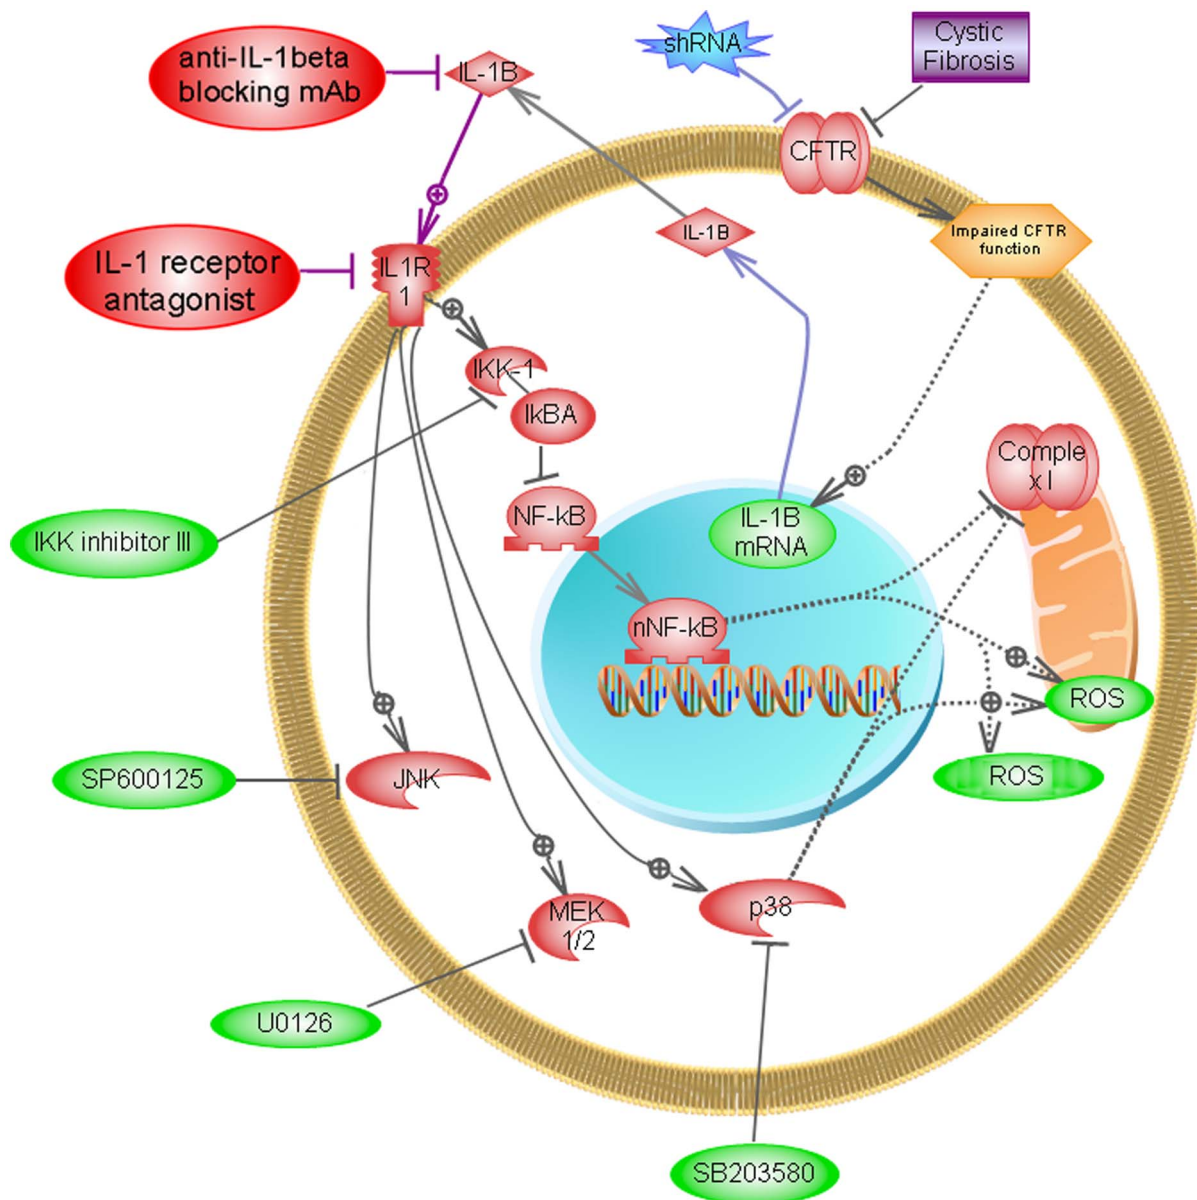 shRNA
Cystic
Fibrosis
anti-IL-1beta
blocking mAb
IL-1B
CFTR
IL-1B
Impaired CFTR
function
IL-1 receptor
antagonist
IL1R
1
IKK-1
IkBA
Comple
x I
NF-kB
IL-1B
mRNA
IKK inhibitor III
nNF-kB
ROS
SP600125
JNK
ROS
MEK
1/2
p38
U0126
SB203580